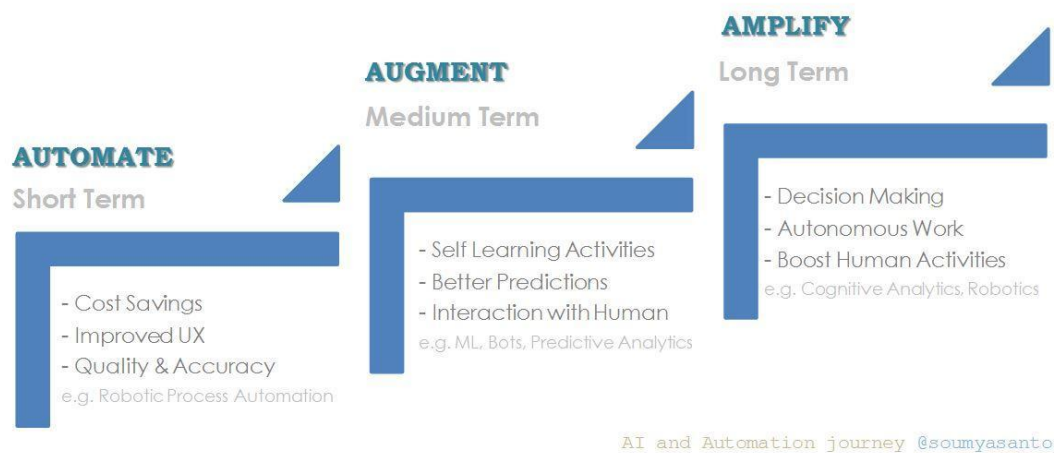 AUTOMATE
Short Term
- Cost Savings
- Improved UX
- Quality & Accuracy
e.g. Robotic Process Automation
AUGMENT
Medium Term
- Self Learning Activities
- Better Predictions
- Interaction with Human
e.g. ML, Bots, Predictive Analytics
AMPLIFY
Long Term
- Decision Making
- Autonomous Work
- Boost Human Activities
e.g. Cognitive Analytics, Robotics
AI and Automation journey @soumyasanto